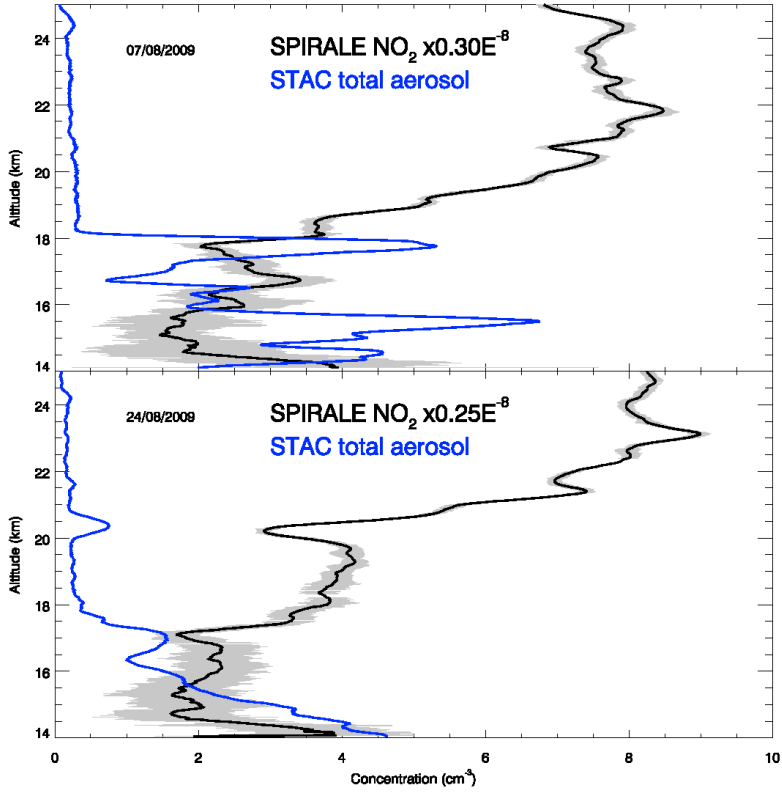 24
22
20
18
16
14
Altitude (km)
07/08/2009
SPIRALE NO₂ x0.30E⁻⁸
STAC total aerosol
24
22
20
18
16
14
Altitude (km)
24/08/2009
SPIRALE NO₂ x0.25E⁻⁸
STAC total aerosol
0 2 4 6 8 10
Concentration (cm⁻³)